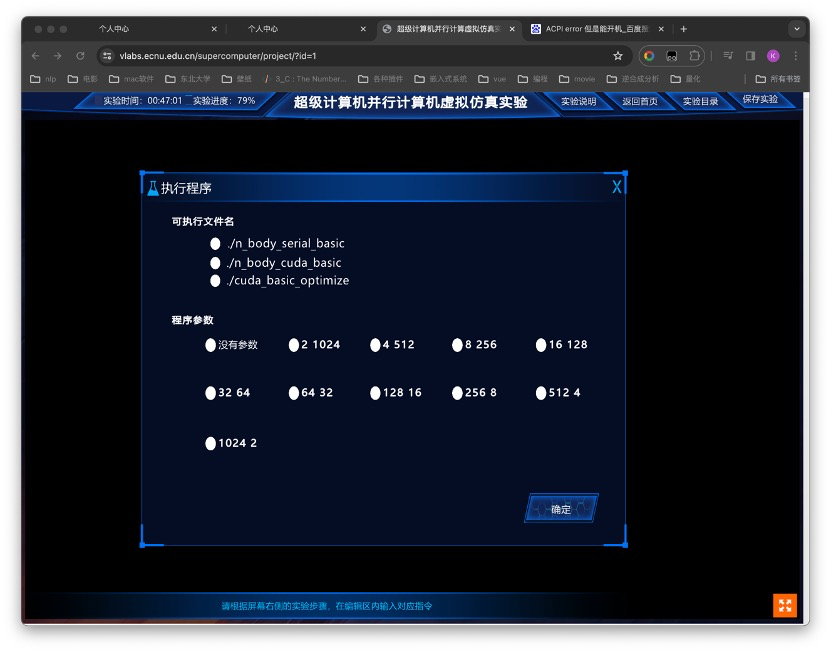 个人中心 个人中心 超级计算机并行计算虚拟仿真实 ACPI error 但是能开机_百度搜
vlabs.ecnu.edu.cn/supercomputer/project/?id=1 K
nlp 电影 mac软件 东北大学 壁纸 3_C : The Number... 各种插件 嵌入式系统 vue 编程 movie 逆合成分析 量化 所有书签
实验时间：00:47:01 实验进度：79% 超级计算机并行计算机虚拟仿真实验 实验说明 返回首页 实验目录 保存实验
执行程序 X
可执行文件名
./n_body_serial_basic
./n_body_cuda_basic
./cuda_basic_optimize
程序参数
没有参数 2 1024 4 512 8 256 16 128
32 64 64 32 128 16 256 8 512 4
1024 2
确定
请根据屏幕右侧的实验步骤，在编辑区内输入对应指令